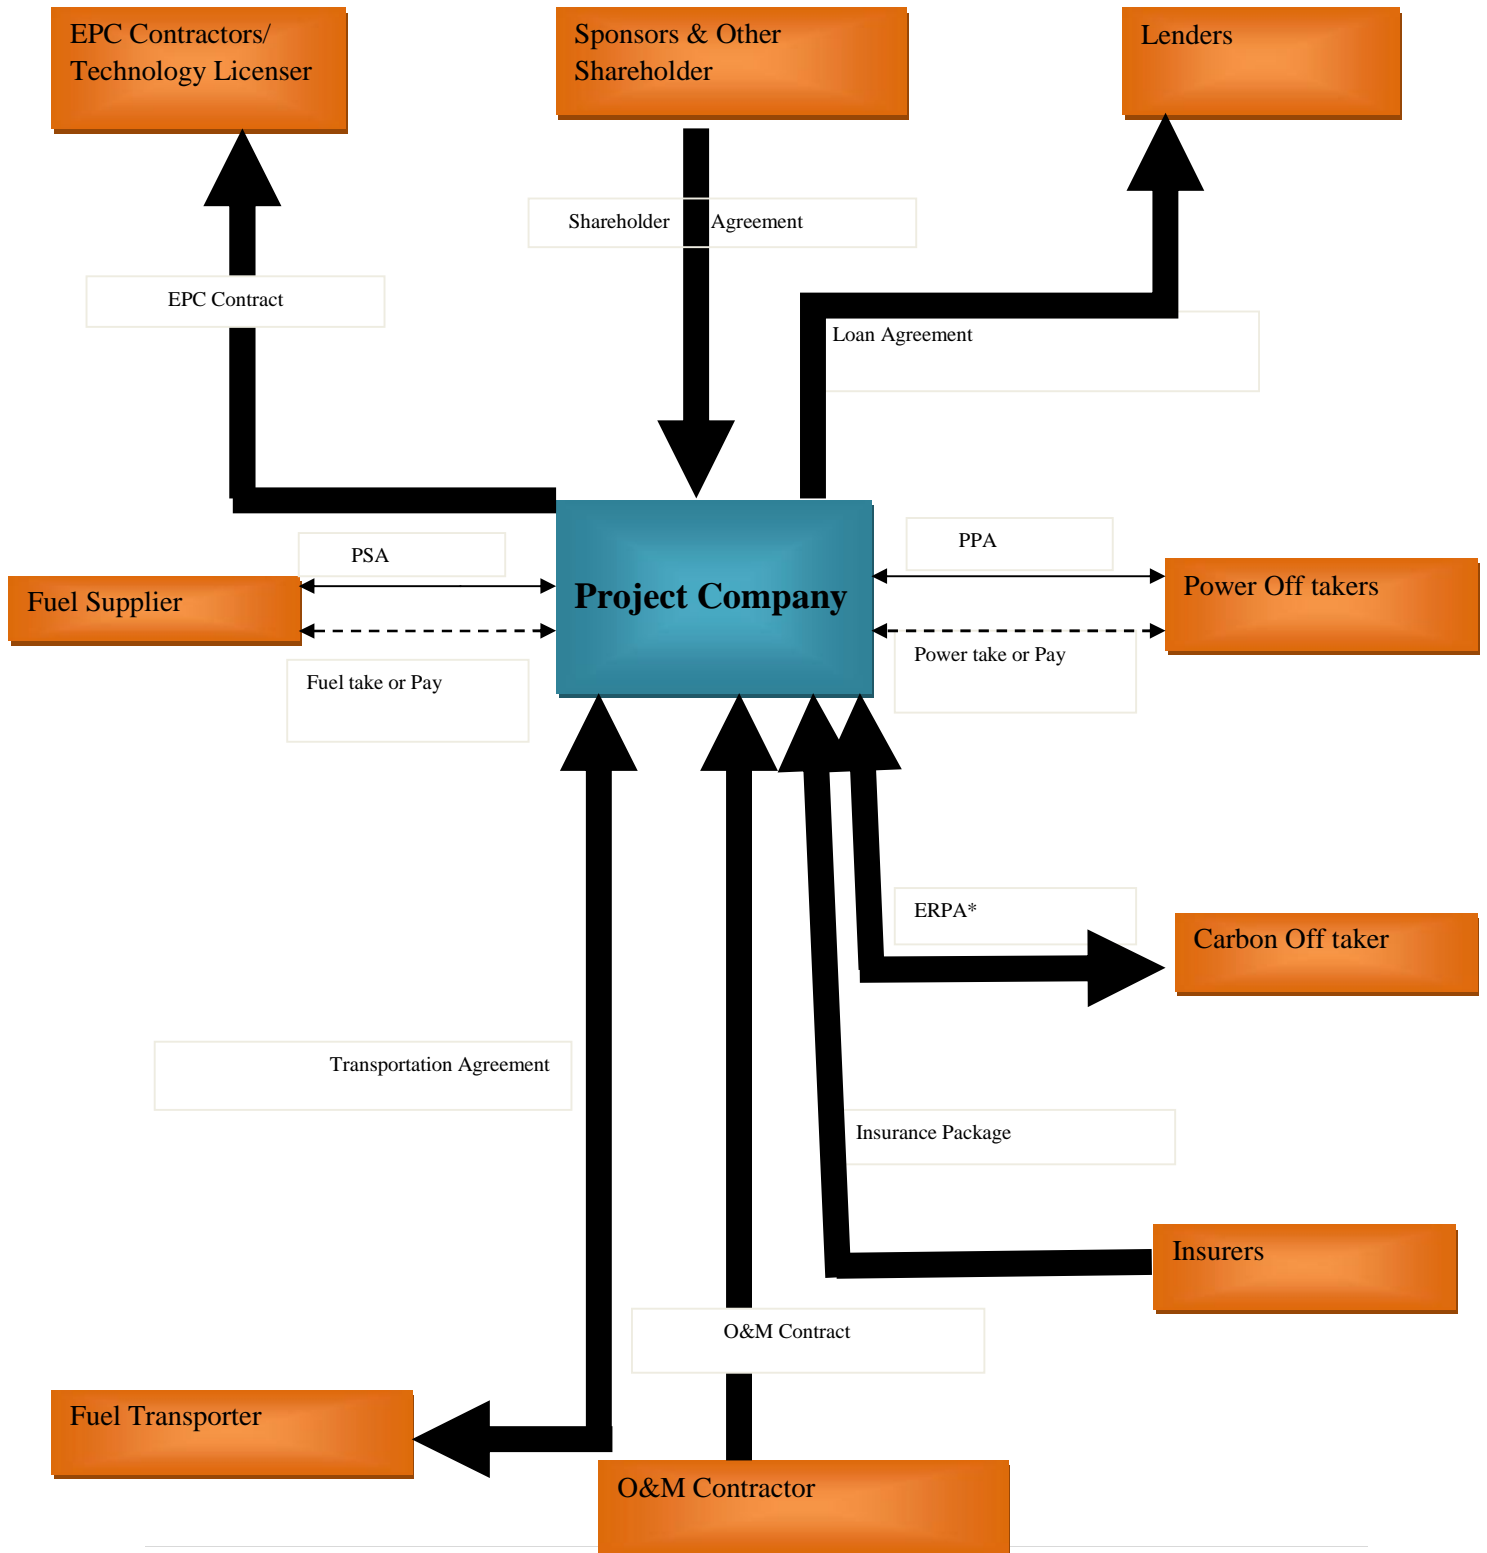 EPC Contractors/
Technology Licenser
Sponsors & Other
Shareholder
Lenders
Shareholder Agreement
EPC Contract
Loan Agreement
PSA
PPA
Project Company
Fuel Supplier
Power Off takers
Fuel take or Pay
Power take or Pay
ERPA*
Carbon Off taker
Transportation Agreement
Insurance Package
Insurers
O&M Contract
Fuel Transporter
O&M Contractor